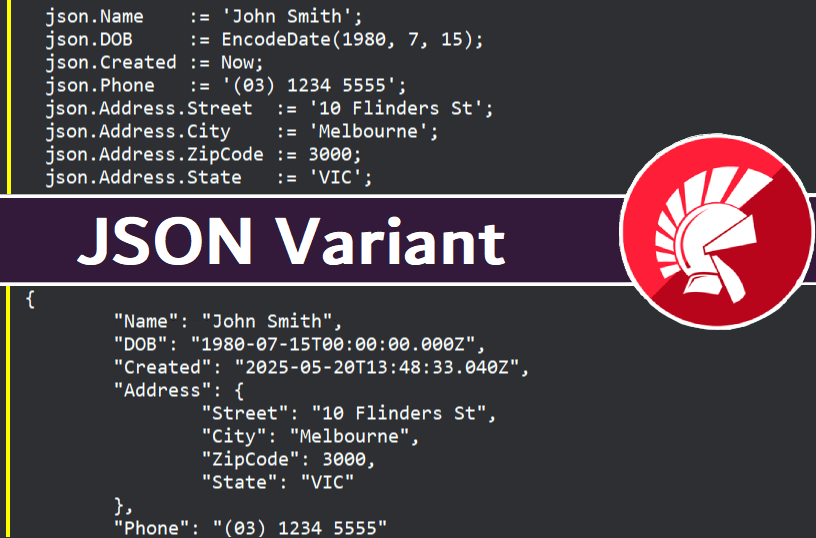 json.Name    := 'John Smith';
json.DOB     := EncodeDate(1980, 7, 15);
json.Created := Now;
json.Phone   := '(03) 1234 5555';
json.Address.Street  := '10 Flinders St';
json.Address.City    := 'Melbourne';
json.Address.ZipCode := 3000;
json.Address.State   := 'VIC';
JSON Variant
{
        "Name": "John Smith",
        "DOB": "1980-07-15T00:00:00.000Z",
        "Created": "2025-05-20T13:48:33.040Z",
        "Address": {
                "Street": "10 Flinders St",
                "City": "Melbourne",
                "ZipCode": 3000,
                "State": "VIC"
        },
        "Phone": "(03) 1234 5555"